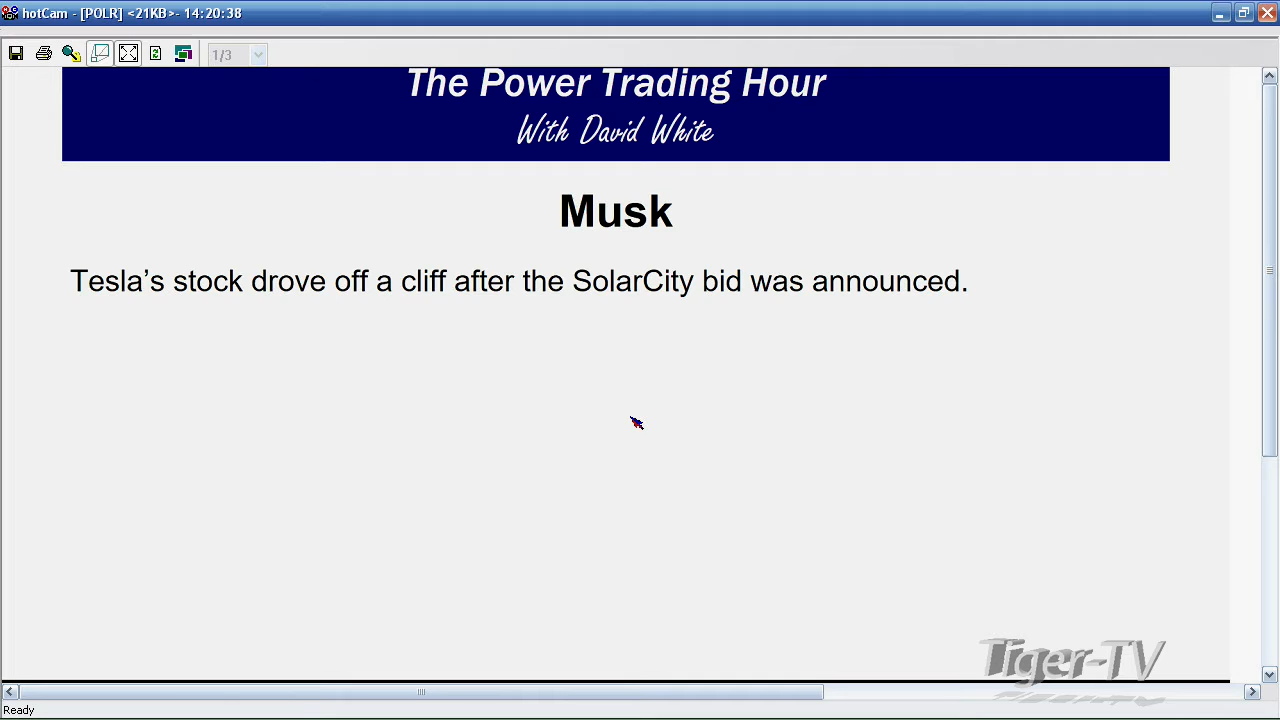 hotCam - [POLR] <21KB>- 14:20:38
1/3
The Power Trading Hour
With David White
Musk
Tesla’s stock drove off a cliff after the SolarCity bid was announced.
Tiger-TV
Ready